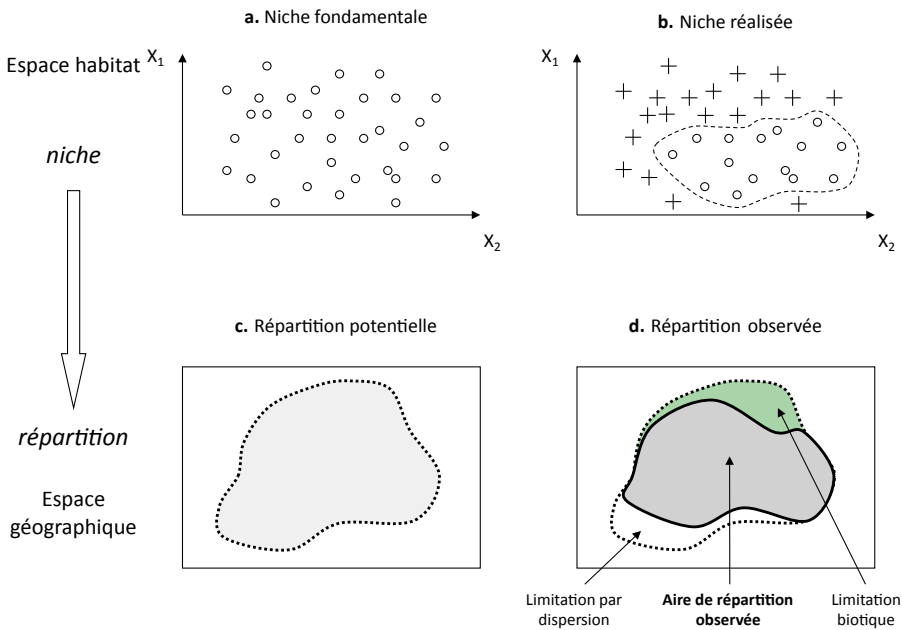 a. Niche fondamentale
b. Niche réalisée
Espace habitat
X1
X1
niche
X2
X2
c. Répartition potentielle
d. Répartition observée
répartition
Espace
géographique
Limitation par
dispersion
Aire de répartition
observée
Limitation
biotique